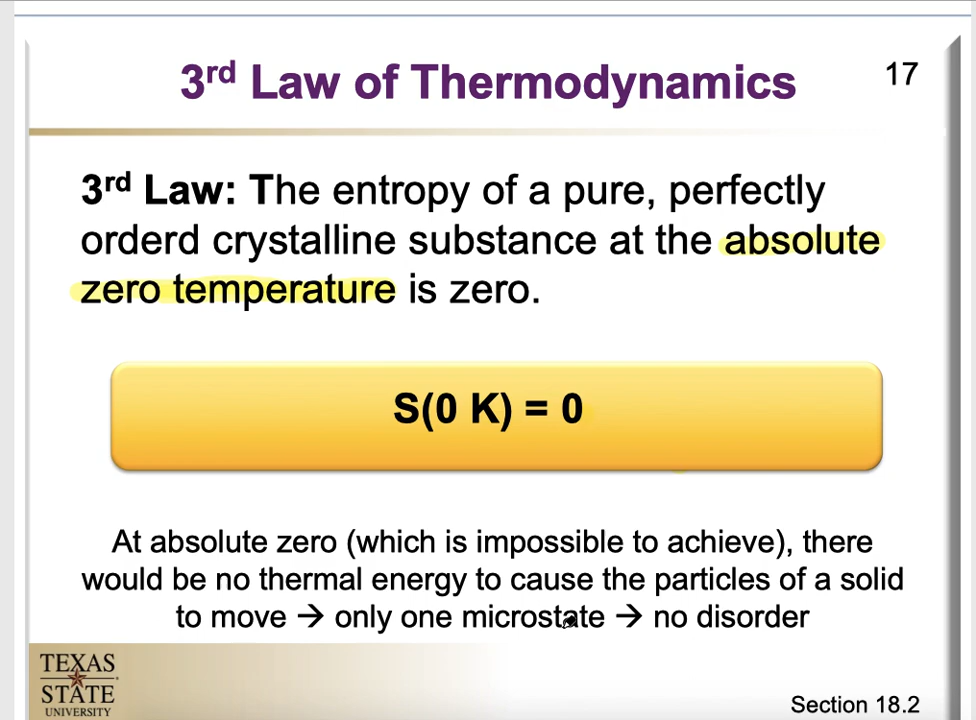 3rd Law of Thermodynamics
17
3rd Law: The entropy of a pure, perfectly
orderd crystalline substance at the absolute
zero temperature is zero.
S(0 K) = 0
At absolute zero (which is impossible to achieve), there
would be no thermal energy to cause the particles of a solid
to move → only one microstate → no disorder
TEXAS
STATE
UNIVERSITY
Section 18.2